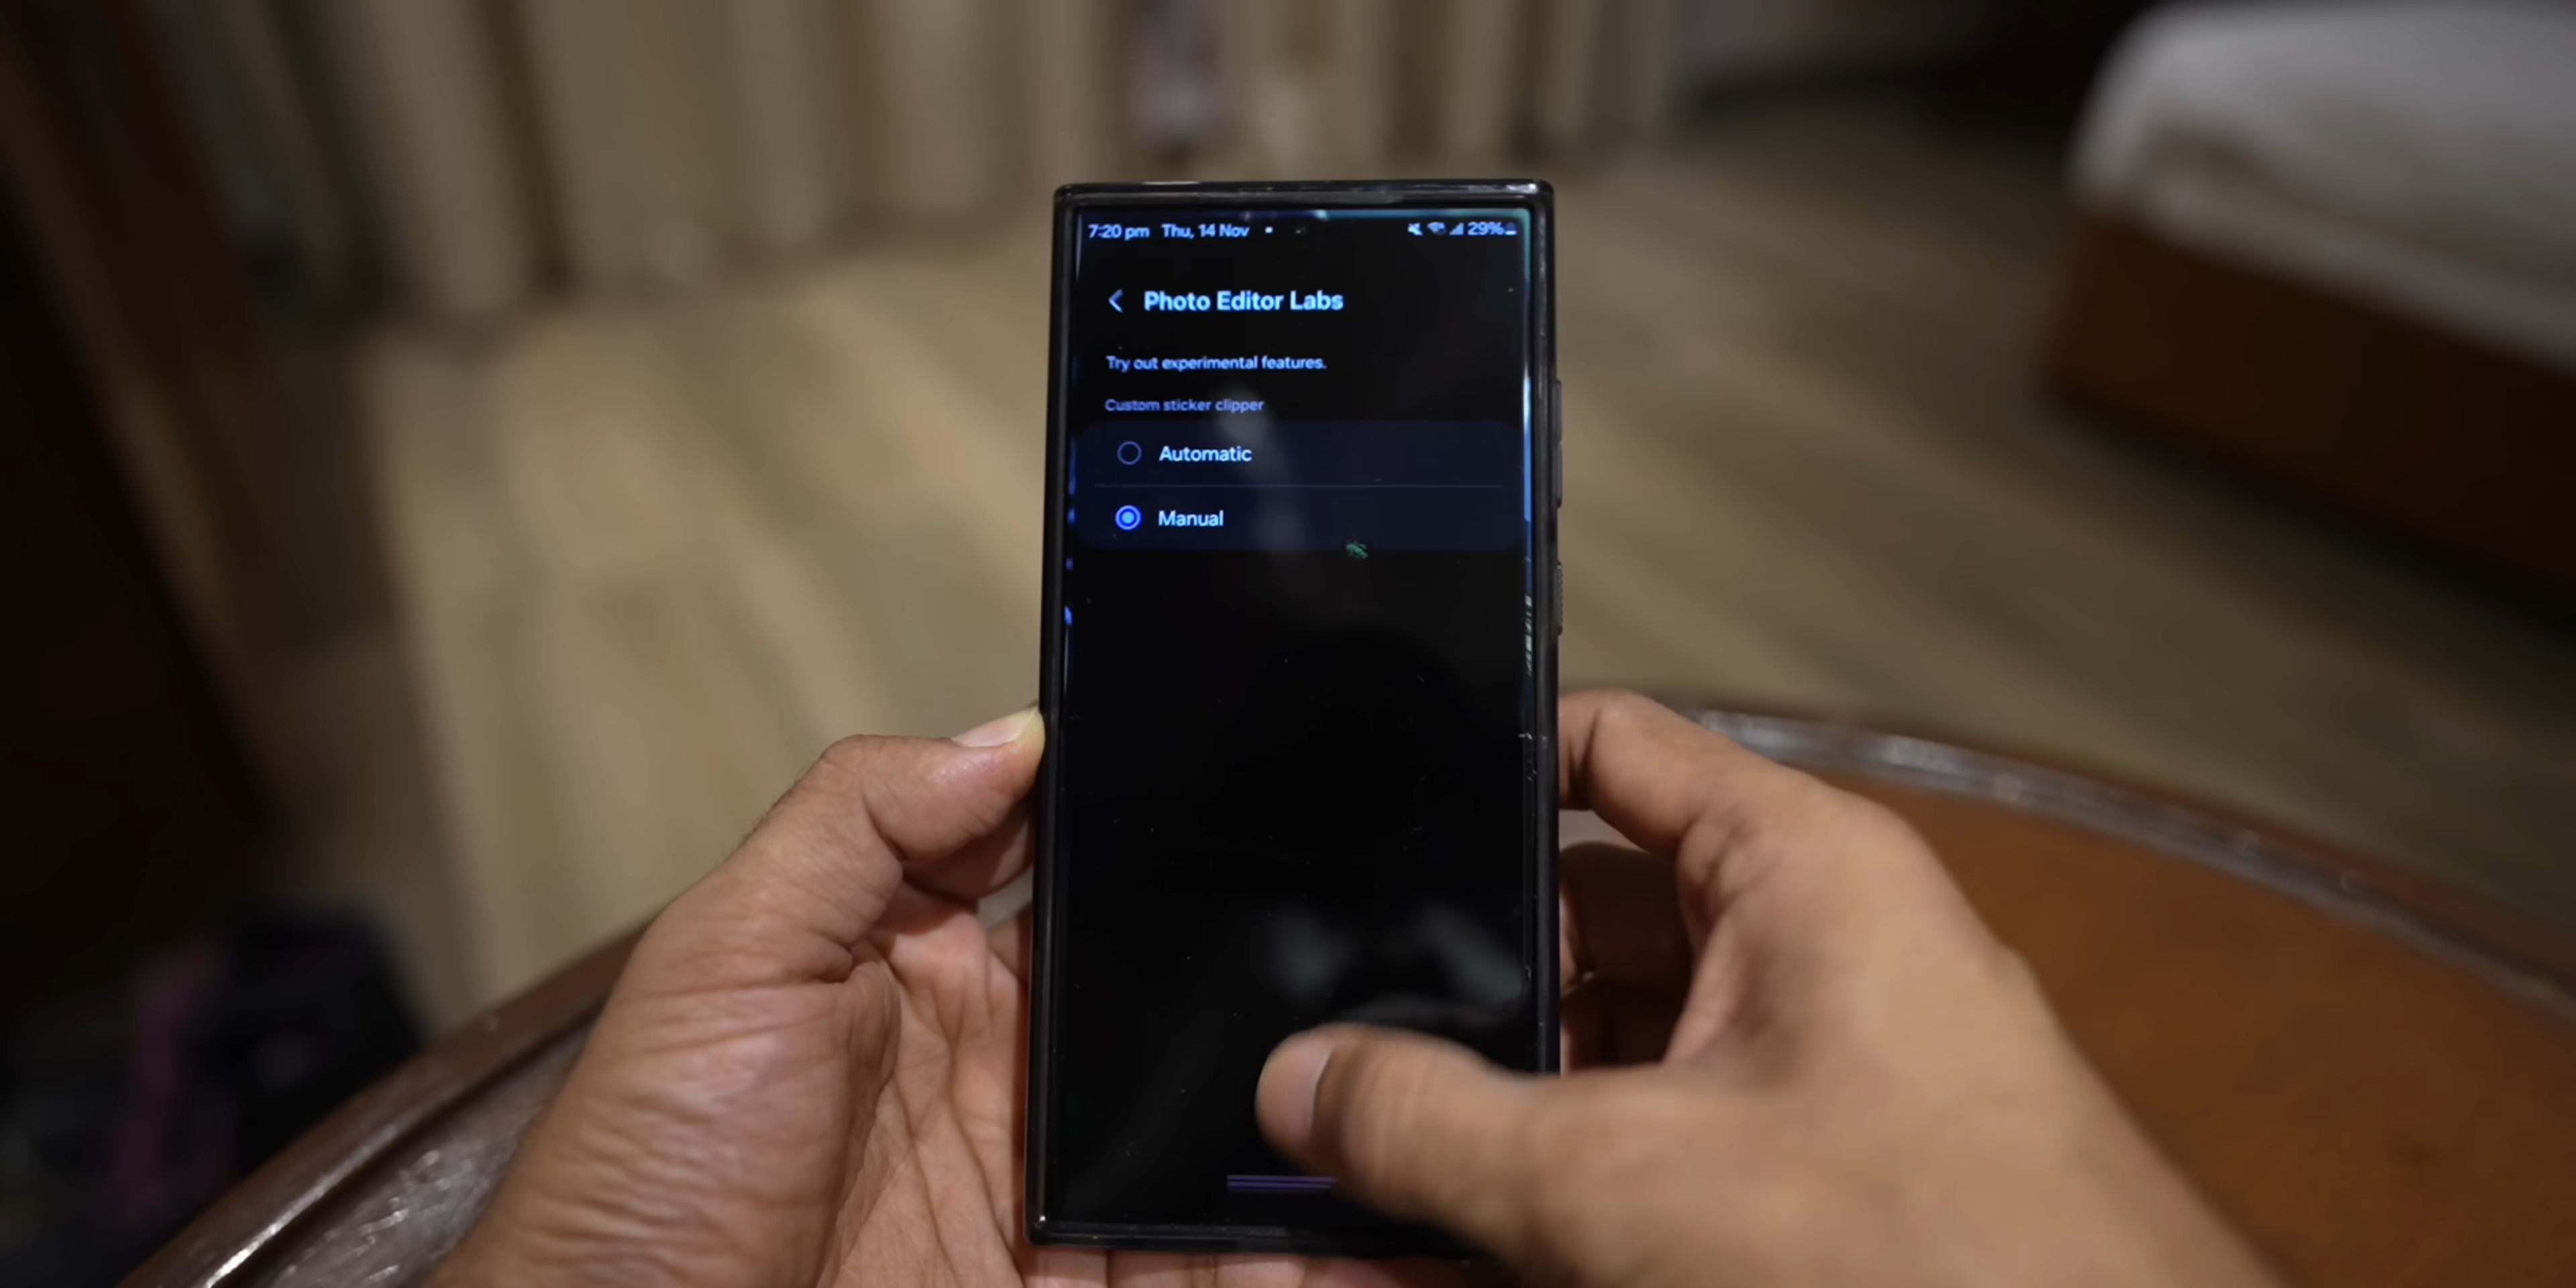 7:20 pm Thu, 14 Nov 29%
Photo Editor Labs
Try out experimental features.
Custom sticker clipper
Automatic
Manual